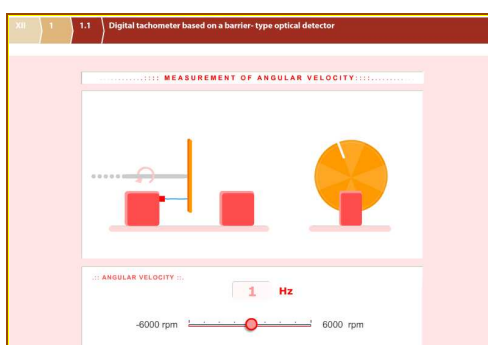 XII 1 1.1 Digital tachometer based on a barrier- type optical detector
............:::: MEASUREMENT OF ANGULAR VELOCITY::::............
.:: ANGULAR VELOCITY ::.
1 Hz
-6000 rpm 6000 rpm